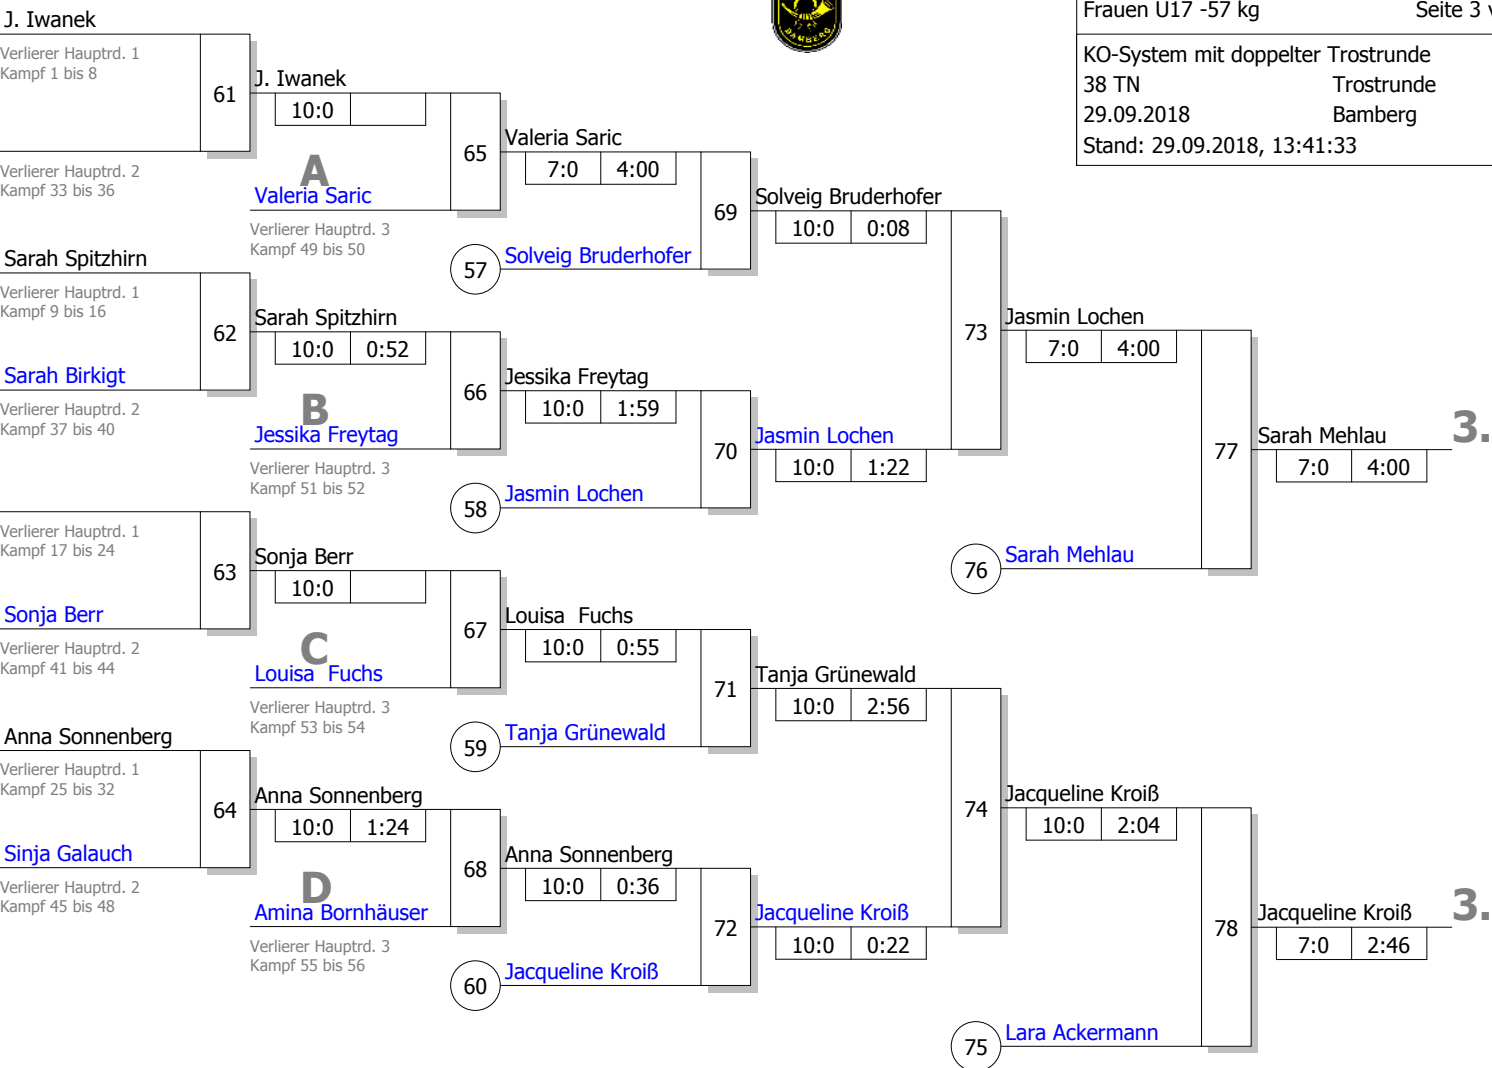 J. Iwanek
Verlierer Hauptrd. 1
Kampf 1 bis 8
61
Verlierer Hauptrd. 2
Kampf 33 bis 36
Sarah Spitzhirn
Verlierer Hauptrd. 1
Kampf 9 bis 16
62
Sarah Birkigt
Verlierer Hauptrd. 2
Kampf 37 bis 40
Verlierer Hauptrd. 1
Kampf 17 bis 24
63
Sonja Berr
Verlierer Hauptrd. 2
Kampf 41 bis 44
Anna Sonnenberg
Verlierer Hauptrd. 1
Kampf 25 bis 32
64
Sinja Galauch
Verlierer Hauptrd. 2
Kampf 45 bis 48
J. Iwanek
10:0
A
65
Valeria Saric
Verlierer Hauptrd. 3
Kampf 49 bis 50
Sarah Spitzhirn
10:0 0:52
B
66
Jessika Freytag
Verlierer Hauptrd. 3
Kampf 51 bis 52
Sonja Berr
10:0
C
67
Louisa  Fuchs
Verlierer Hauptrd. 3
Kampf 53 bis 54
Anna Sonnenberg
10:0 1:24
D
68
Amina Bornhäuser
Verlierer Hauptrd. 3
Kampf 55 bis 56
Valeria Saric
7:0 4:00
69
57
Solveig Bruderhofer
Jessika Freytag
10:0 1:59
70
58
Jasmin Lochen
Louisa  Fuchs
10:0 0:55
71
59
Tanja Grünewald
Anna Sonnenberg
10:0 0:36
72
60
Jacqueline Kroiß
Solveig Bruderhofer
10:0 0:08
73
Jasmin Lochen
10:0 1:22
Tanja Grünewald
10:0 2:56
74
Jacqueline Kroiß
10:0 0:22
Jasmin Lochen
7:0 4:00
77
76
Sarah Mehlau
Jacqueline Kroiß
10:0 2:04
78
75
Lara Ackermann
Sarah Mehlau
7:0 4:00
3.
Jacqueline Kroiß
7:0 2:46
3.
BAMBERG
Frauen U17 -57 kg Seite 3 v
KO-System mit doppelter Trostrunde
38 TN Trostrunde
29.09.2018 Bamberg
Stand: 29.09.2018, 13:41:33